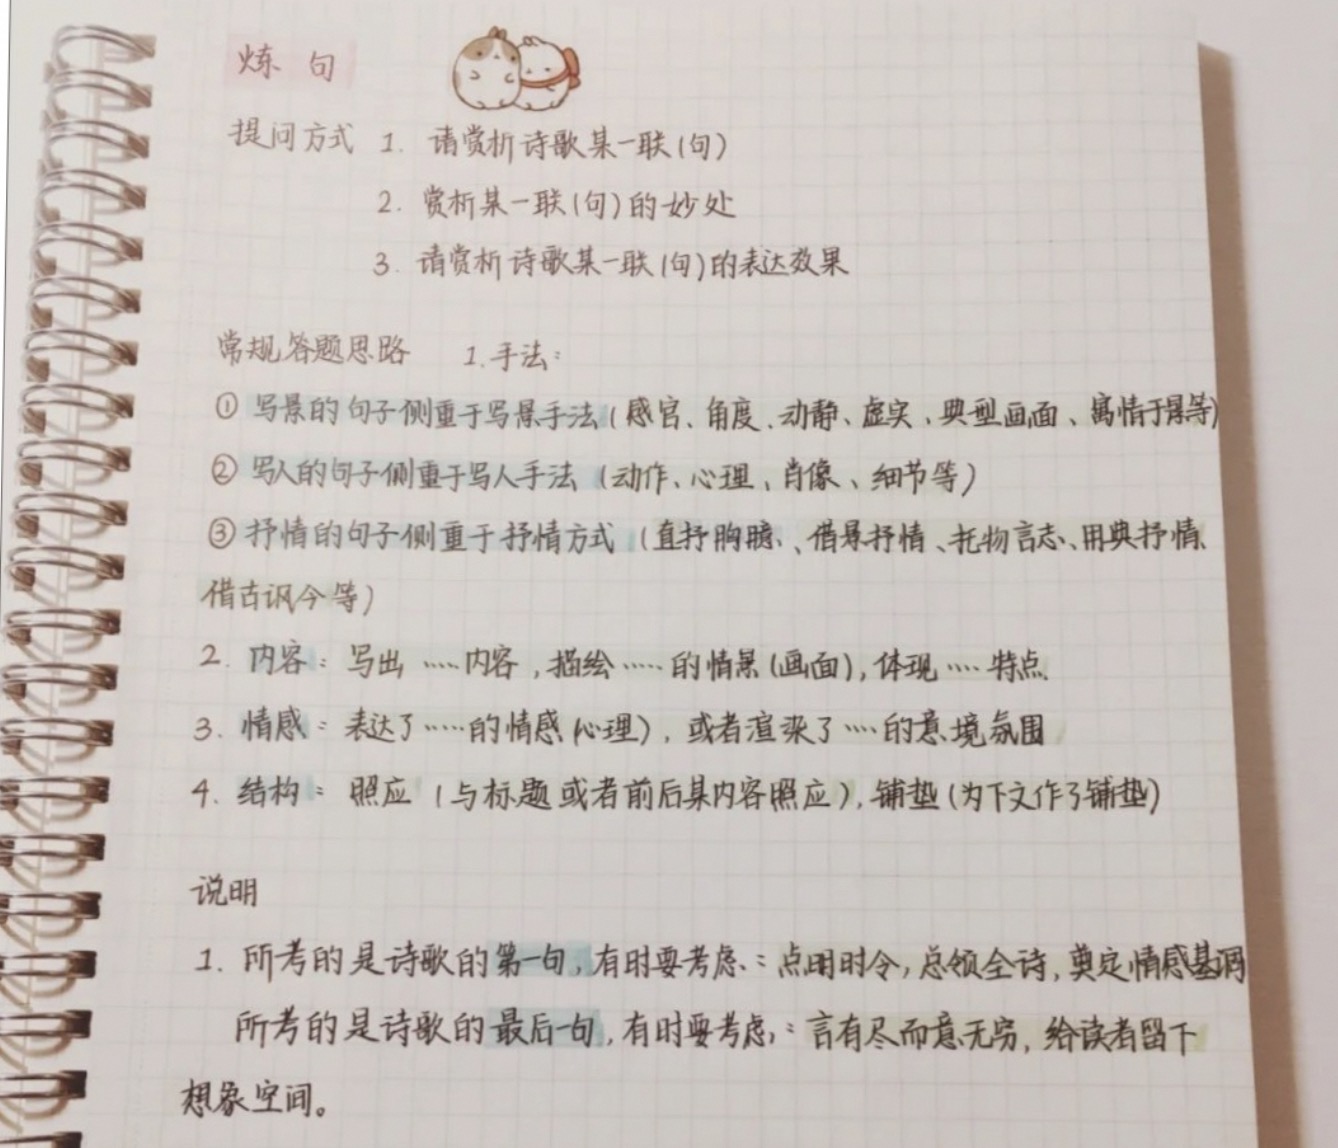 炼 句
提问方式 1. 请赏析诗歌某一联(句)
2. 赏析某一联(句)的妙处
3. 请赏析诗歌某一联(句)的表达效果
常规答题思路 1.手法:
① 写景的句子侧重于写景手法(感官、角度、动静、虚实、典型画面、寓情于景等)
② 写人的句子侧重于写人手法(动作、心理、肖像、细节等)
③ 抒情的句子侧重于抒情方式(直抒胸臆、借景抒情、托物言志、用典抒情、
借古讽今等)
2. 内容: 写出……内容,描绘……的情景(画面),体现……特点
3. 情感: 表达了……的情感(心理),或者渲染了……的意境氛围
4. 结构: 照应(与标题或者前后某内容照应),铺垫(为下文作了铺垫)
说明
1. 所考的是诗歌的第一句,有时要考虑:点明时令,总领全诗,奠定情感基调
所考的是诗歌的最后一句,有时要考虑:言有尽而意无穷,给读者留下
想象空间。